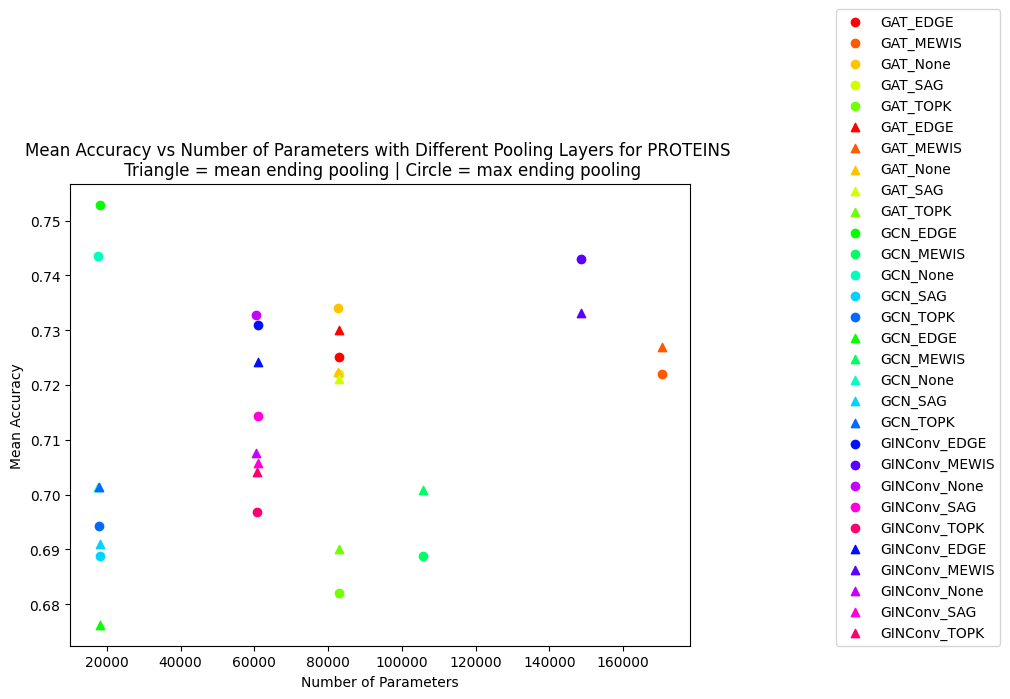 Mean Accuracy vs Number of Parameters with Different Pooling Layers for PROTEINS
Triangle = mean ending pooling | Circle = max ending pooling
Mean Accuracy
0.75
0.74
0.73
0.72
0.71
0.70
0.69
0.68
20000
40000
60000
80000
100000
120000
140000
160000
Number of Parameters
GAT_EDGE
GAT_MEWIS
GAT_None
GAT_SAG
GAT_TOPK
GAT_EDGE
GAT_MEWIS
GAT_None
GAT_SAG
GAT_TOPK
GCN_EDGE
GCN_MEWIS
GCN_None
GCN_SAG
GCN_TOPK
GCN_EDGE
GCN_MEWIS
GCN_None
GCN_SAG
GCN_TOPK
GINConv_EDGE
GINConv_MEWIS
GINConv_None
GINConv_SAG
GINConv_TOPK
GINConv_EDGE
GINConv_MEWIS
GINConv_None
GINConv_SAG
GINConv_TOPK